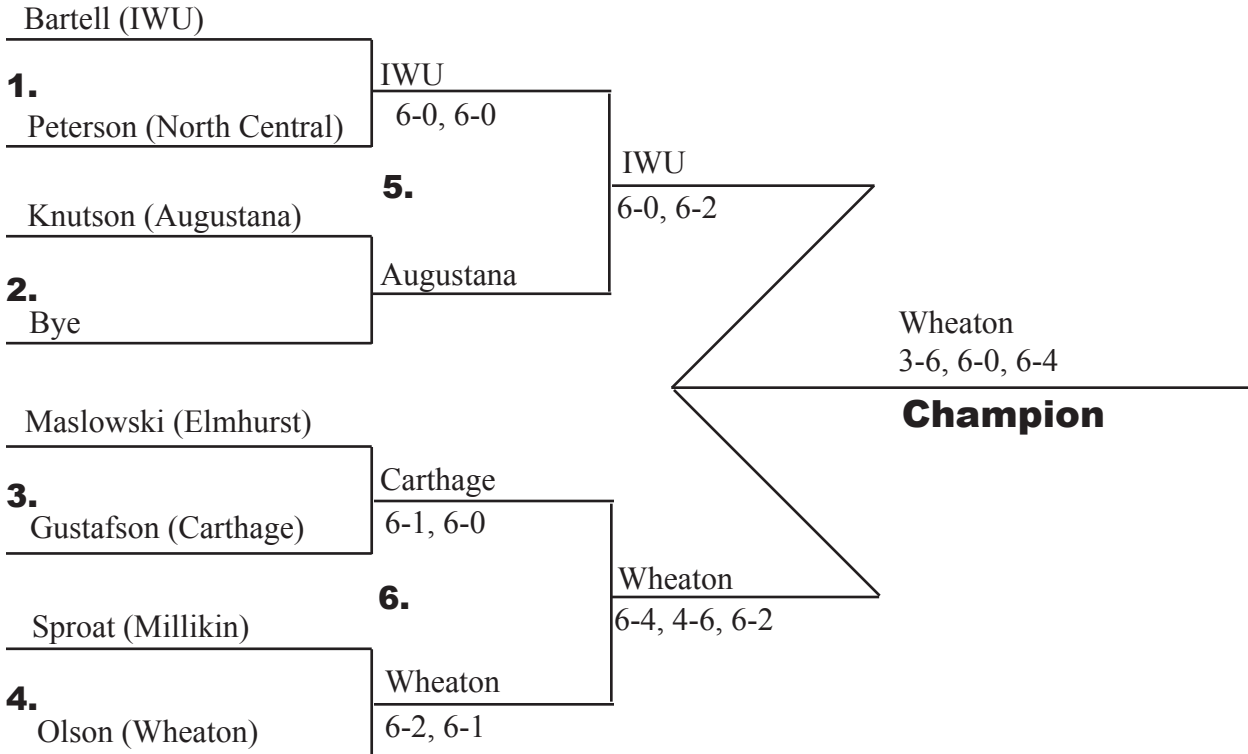 Bartell (IWU)
1.
Peterson (North Central)
IWU
6-0, 6-0
Knutson (Augustana)
2.
Bye
Augustana
5.
IWU
6-0, 6-2
Maslowski (Elmhurst)
3.
Gustafson (Carthage)
Carthage
6-1, 6-0
Sproat (Millikin)
4.
Olson (Wheaton)
Wheaton
6-2, 6-1
6.
Wheaton
6-4, 4-6, 6-2
Wheaton
3-6, 6-0, 6-4
Champion